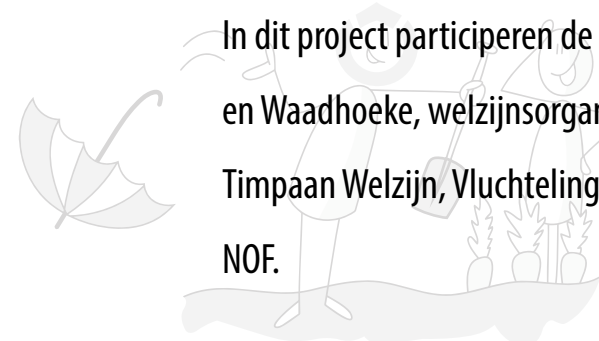 In dit project participeren de
en Waadhoeke, welzijnsorgan
Timpaan Welzijn, Vluchteling
NOF.